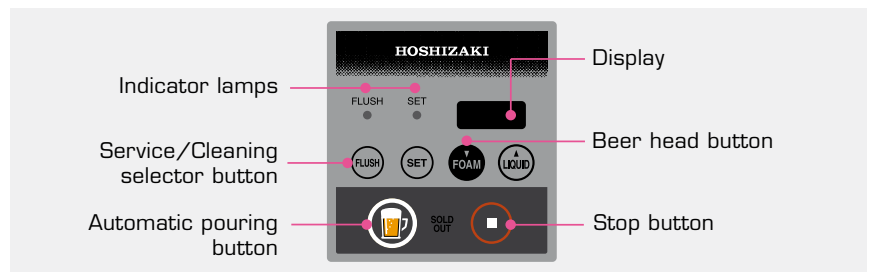 HOSHIZAKI
Display
Indicator lamps
FLUSH SET
Beer head button
Service/Cleaning
selector button
FLUSH SET FOAM LIQUID
Automatic pouring
button
SOLD
OUT
Stop button